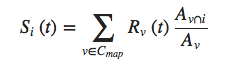 S_i (t) = ∑_{v∈C_map} R_v (t) A_{v∩i} / A_v